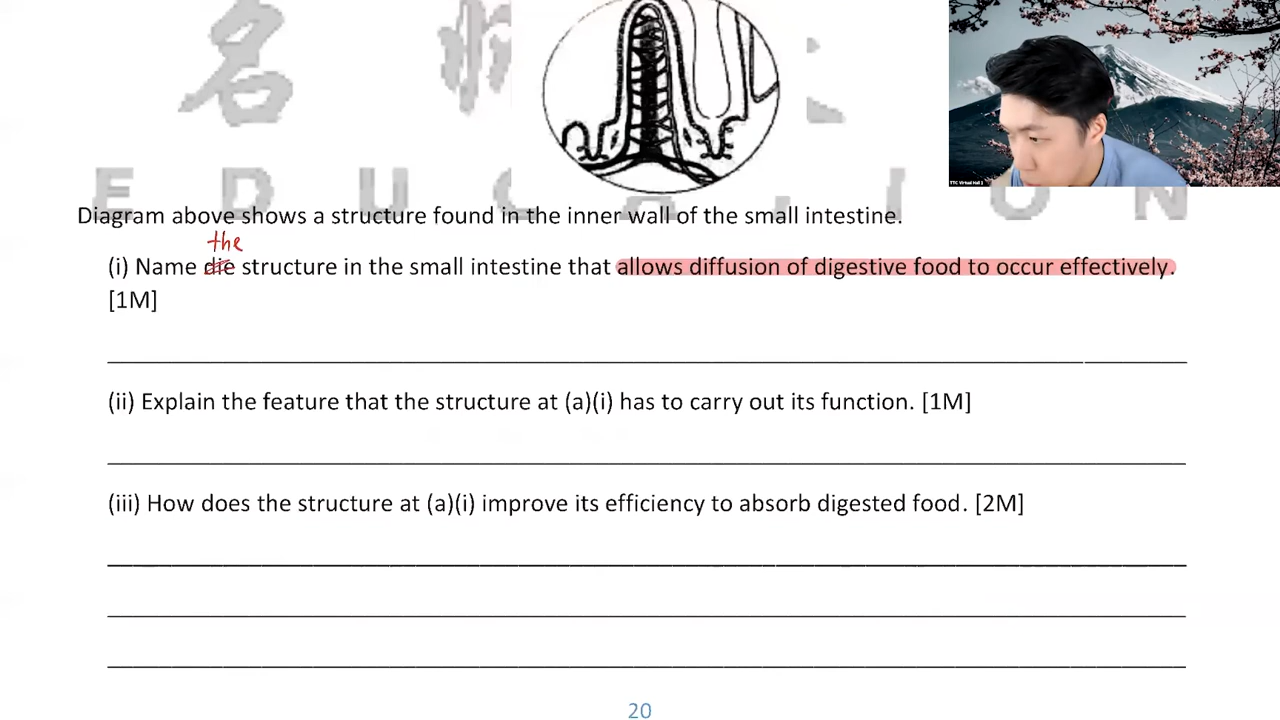 名師
EDUCATION
Diagram above shows a structure found in the inner wall of the small intestine.
the
(i) Name die structure in the small intestine that allows diffusion of digestive food to occur effectively.
[1M]
(ii) Explain the feature that the structure at (a)(i) has to carry out its function. [1M]
(iii) How does the structure at (a)(i) improve its efficiency to absorb digested food. [2M]
20